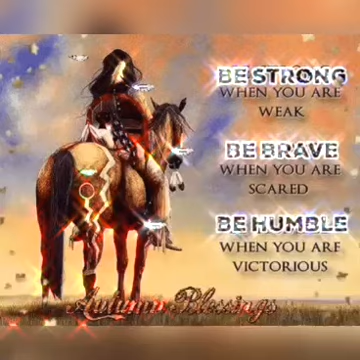 BE STRONG
WHEN YOU ARE
WEAK
BE BRAVE
WHEN YOU ARE
SCARED
BE HUMBLE
WHEN YOU ARE
VICTORIOUS
Autumn Blessings